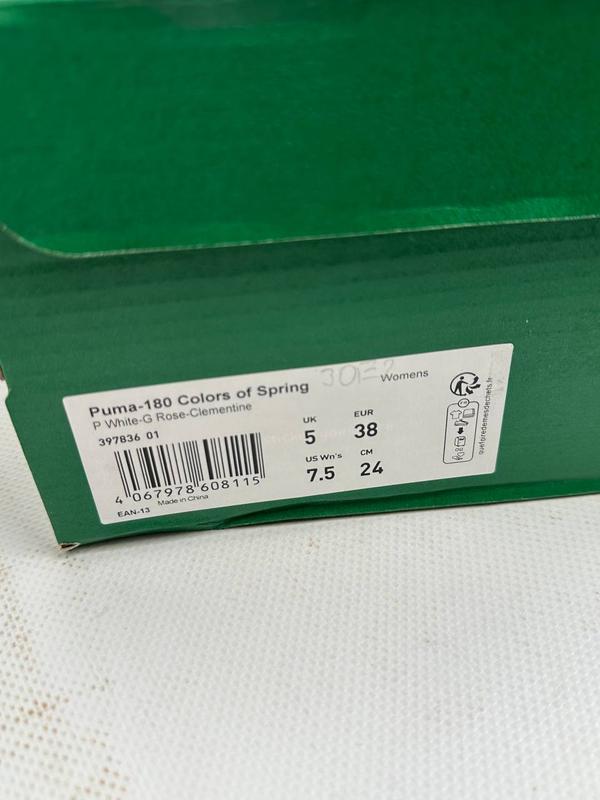 Puma-180 Colors of Spring
Womens
P White-G Rose-Clementine
397836 01
UK
5
EUR
38
US Wn's
7.5
CM
24
4 067978 608115
Made in China
EAN-13
quefairedemesdechets.fr